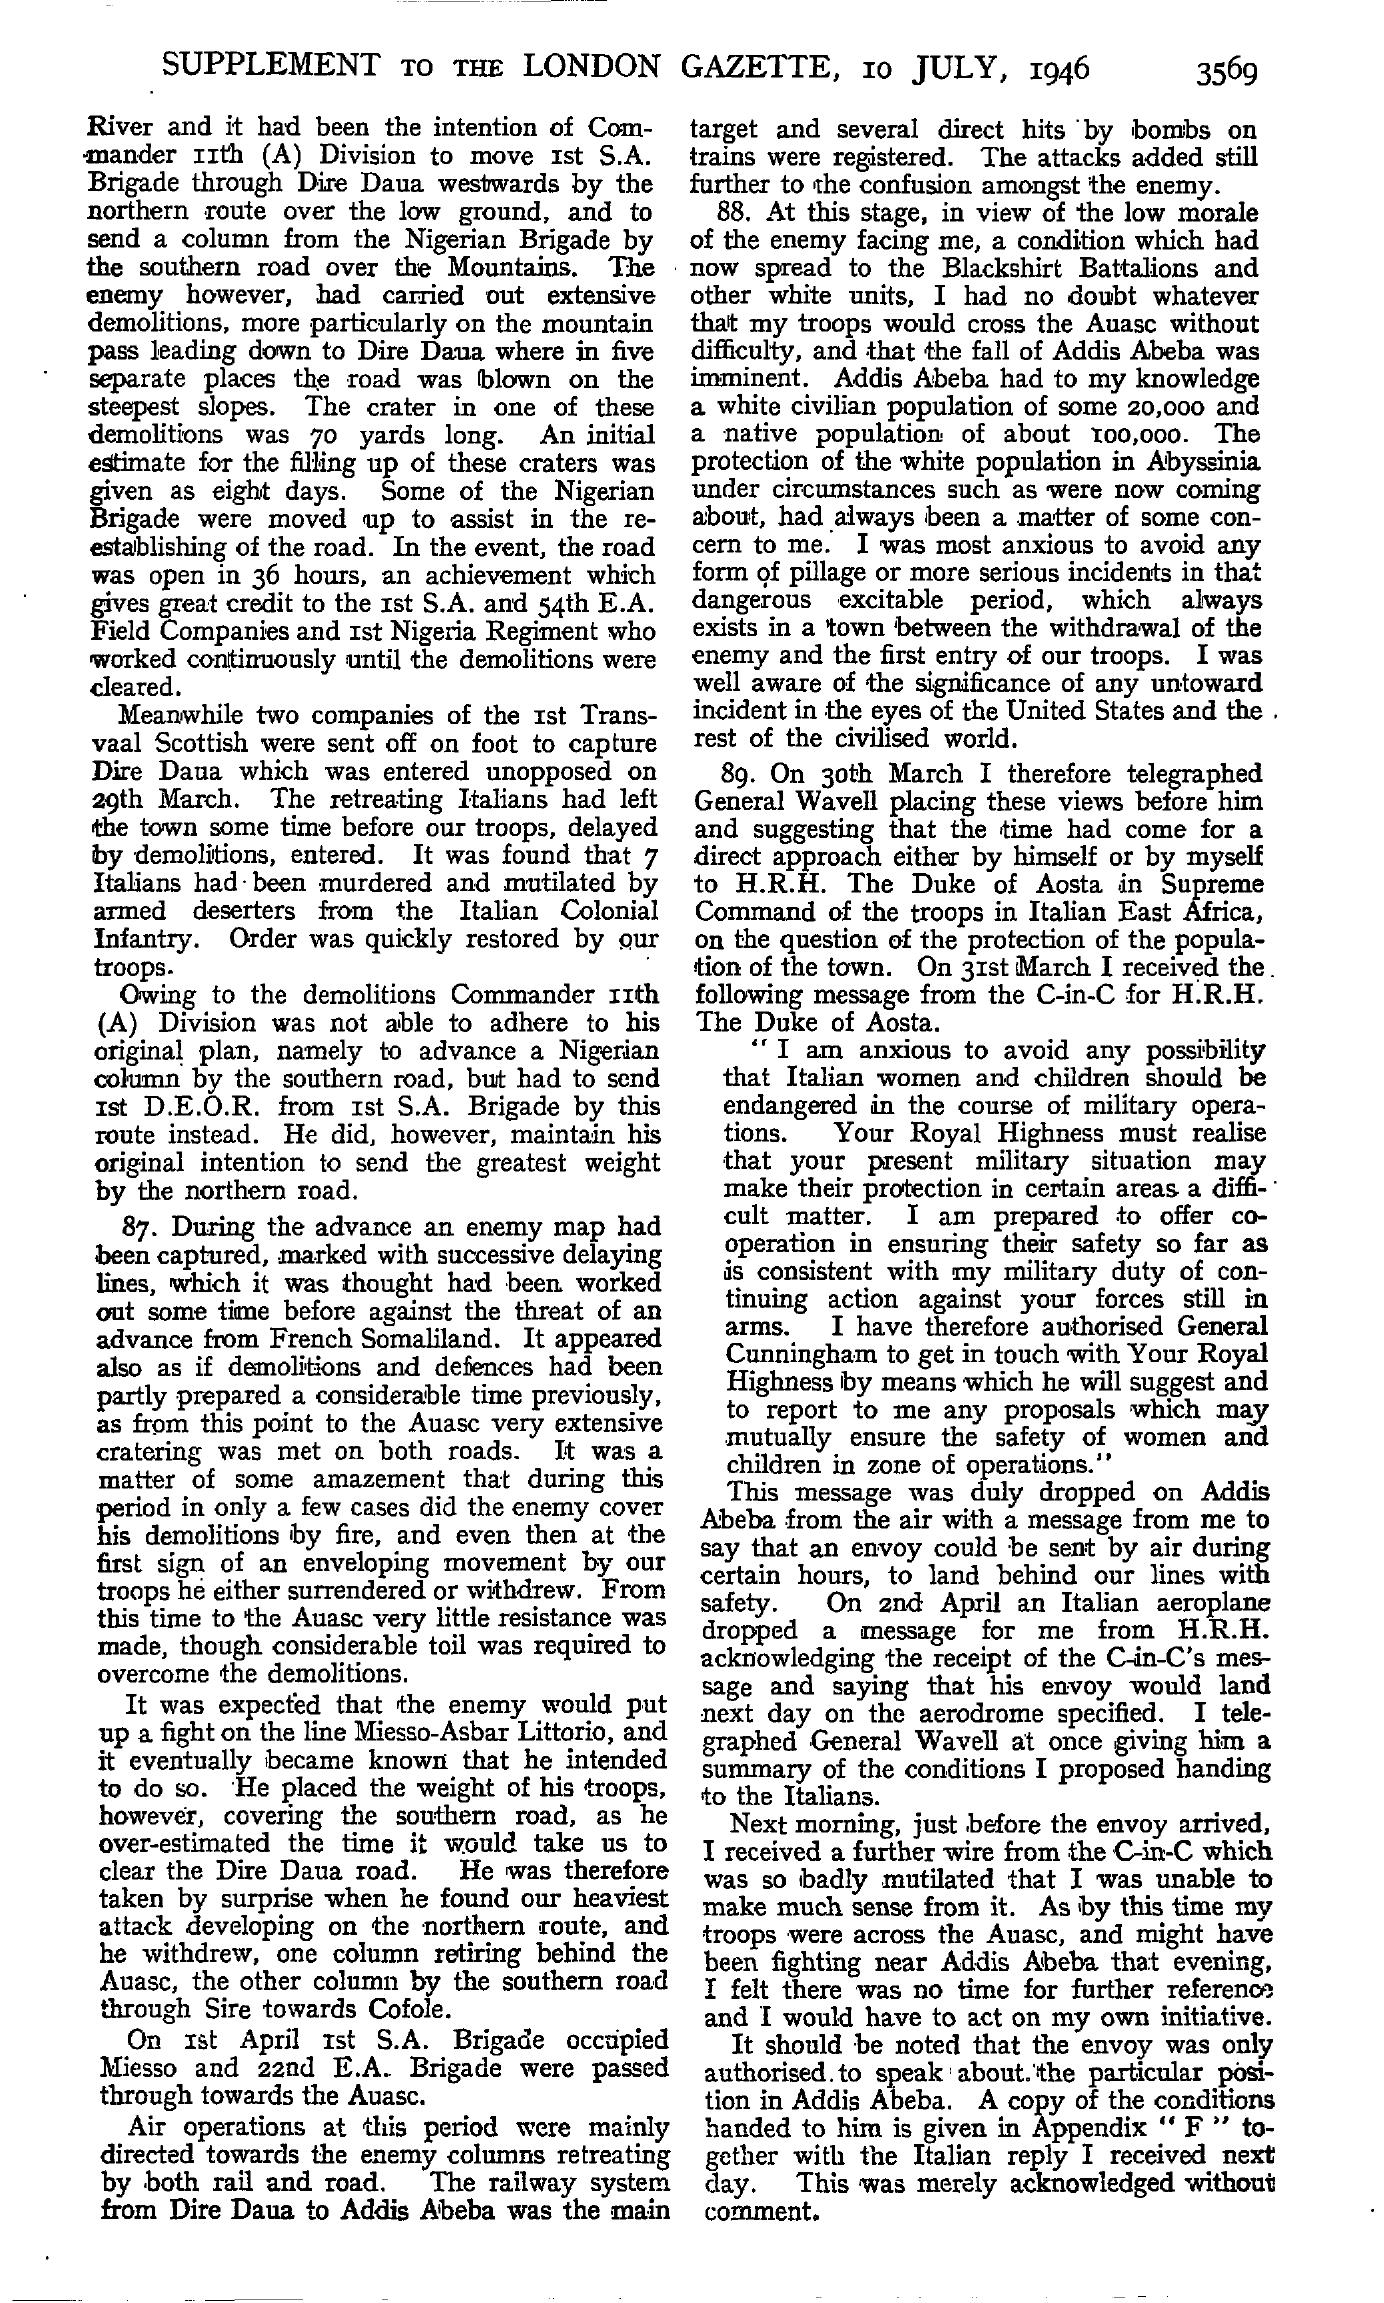 SUPPLEMENT TO THE LONDON GAZETTE, 10 JULY, 1946 3569
River and it had been the intention of Com-
mander 11th (A) Division to move 1st S.A.
Brigade through Dire Daua westwards by the
northern route over the low ground, and to
send a column from the Nigerian Brigade by
the southern road over the Mountains. The
enemy however, had carried out extensive
demolitions, more particularly on the mountain
pass leading down to Dire Daua where in five
separate places the road was blown on the
steepest slopes. The crater in one of these
demolitions was 70 yards long. An initial
estimate for the filling up of these craters was
given as eight days. Some of the Nigerian
Brigade were moved up to assist in the re-
establishing of the road. In the event, the road
was open in 36 hours, an achievement which
gives great credit to the 1st S.A. and 54th E.A.
Field Companies and 1st Nigeria Regiment who
worked continuously until the demolitions were
cleared.
Meanwhile two companies of the 1st Trans-
vaal Scottish were sent off on foot to capture
Dire Daua which was entered unopposed on
29th March. The retreating Italians had left
the town some time before our troops, delayed
by demolitions, entered. It was found that 7
Italians had been murdered and mutilated by
armed deserters from the Italian Colonial
Infantry. Order was quickly restored by our
troops.
Owing to the demolitions Commander 11th
(A) Division was not able to adhere to his
original plan, namely to advance a Nigerian
column by the southern road, but had to send
1st D.E.O.R. from 1st S.A. Brigade by this
route instead. He did, however, maintain his
original intention to send the greatest weight
by the northern road.
87. During the advance an enemy map had
been captured, marked with successive delaying
lines, which it was thought had been worked
out some time before against the threat of an
advance from French Somaliland. It appeared
also as if demolitions and defences had been
partly prepared a considerable time previously,
as from this point to the Auasc very extensive
cratering was met on both roads. It was a
matter of some amazement that during this
period in only a few cases did the enemy cover
his demolitions by fire, and even then at the
first sign of an enveloping movement by our
troops he either surrendered or withdrew. From
this time to the Auasc very little resistance was
made, though considerable toil was required to
overcome the demolitions.
It was expected that the enemy would put
up a fight on the line Miesso-Asbar Littorio, and
it eventually became known that he intended
to do so. He placed the weight of his troops,
however, covering the southern road, as he
over-estimated the time it would take us to
clear the Dire Daua road. He was therefore
taken by surprise when he found our heaviest
attack developing on the northern route, and
he withdrew, one column retiring behind the
Auasc, the other column by the southern road
through Sire towards Cofole.
On 1st April 1st S.A. Brigade occupied
Miesso and 22nd E.A. Brigade were passed
through towards the Auasc.
Air operations at this period were mainly
directed towards the enemy columns retreating
by both rail and road. The railway system
from Dire Daua to Addis Abeba was the main
target and several direct hits by bombs on
trains were registered. The attacks added still
further to the confusion amongst the enemy.
88. At this stage, in view of the low morale
of the enemy facing me, a condition which had
now spread to the Blackshirt Battalions and
other white units, I had no doubt whatever
that my troops would cross the Auasc without
difficulty, and that the fall of Addis Abeba was
imminent. Addis Abeba had to my knowledge
a white civilian population of some 20,000 and
a native population of about 100,000. The
protection of the white population in Abyssinia
under circumstances such as were now coming
about, had always been a matter of some con-
cern to me. I was most anxious to avoid any
form of pillage or more serious incidents in that
dangerous excitable period, which always
exists in a town between the withdrawal of the
enemy and the first entry of our troops. I was
well aware of the significance of any untoward
incident in the eyes of the United States and the
rest of the civilised world.
89. On 30th March I therefore telegraphed
General Wavell placing these views before him
and suggesting that the time had come for a
direct approach either by himself or by myself
to H.R.H. The Duke of Aosta in Supreme
Command of the troops in Italian East Africa,
on the question of the protection of the popula-
tion of the town. On 31st March I received the
following message from the C-in-C for H.R.H.
The Duke of Aosta.
" I am anxious to avoid any possibility
that Italian women and children should be
endangered in the course of military opera-
tions. Your Royal Highness must realise
that your present military situation may
make their protection in certain areas a diffi-
cult matter. I am prepared to offer co-
operation in ensuring their safety so far as
is consistent with my military duty of con-
tinuing action against your forces still in
arms. I have therefore authorised General
Cunningham to get in touch with Your Royal
Highness by means which he will suggest and
to report to me any proposals which may
mutually ensure the safety of women and
children in zone of operations."
This message was duly dropped on Addis
Abeba from the air with a message from me to
say that an envoy could be sent by air during
certain hours, to land behind our lines with
safety. On 2nd April an Italian aeroplane
dropped a message for me from H.R.H.
acknowledging the receipt of the C-in-C's mes-
sage and saying that his envoy would land
next day on the aerodrome specified. I tele-
graphed General Wavell at once giving him a
summary of the conditions I proposed handing
to the Italians.
Next morning, just before the envoy arrived,
I received a further wire from the C-in-C which
was so badly mutilated that I was unable to
make much sense from it. As by this time my
troops were across the Auasc, and might have
been fighting near Addis Abeba that evening,
I felt there was no time for further reference
and I would have to act on my own initiative.
It should be noted that the envoy was only
authorised to speak about the particular posi-
tion in Addis Abeba. A copy of the conditions
handed to him is given in Appendix " F " to-
gether with the Italian reply I received next
day. This was merely acknowledged without
comment.